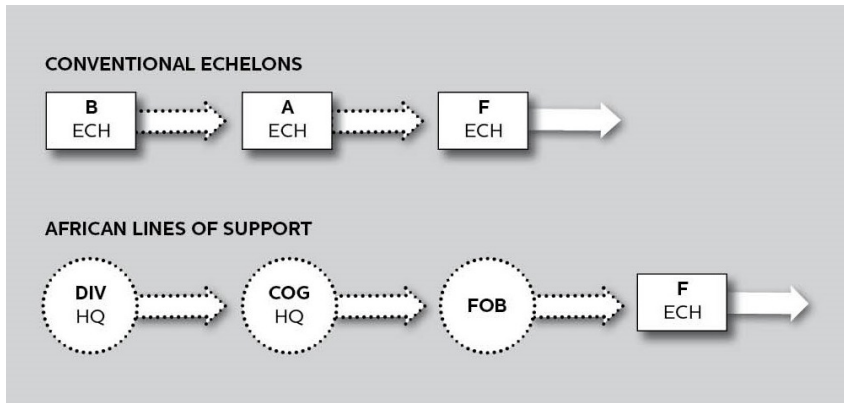 CONVENTIONAL ECHELONS
B
ECH
A
ECH
F
ECH
AFRICAN LINES OF SUPPORT
DIV
HQ
COG
HQ
FOB
F
ECH